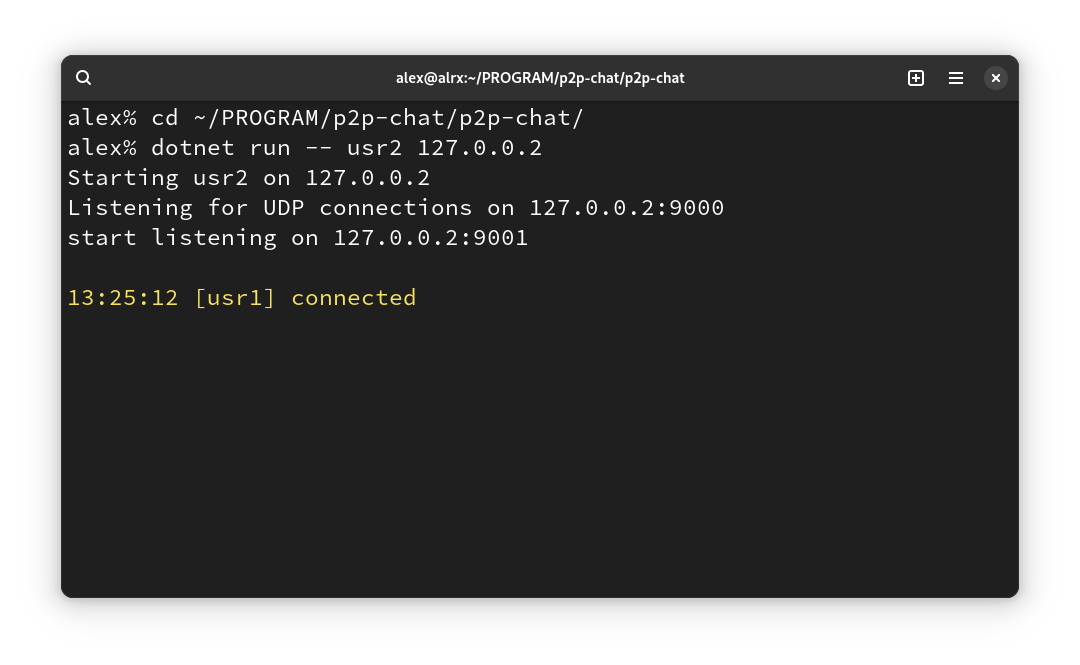 alex@alrx:~/PROGRAM/p2p-chat/p2p-chat
alex% cd ~/PROGRAM/p2p-chat/p2p-chat/
alex% dotnet run -- usr2 127.0.0.2
Starting usr2 on 127.0.0.2
Listening for UDP connections on 127.0.0.2:9000
start listening on 127.0.0.2:9001
13:25:12 [usr1] connected